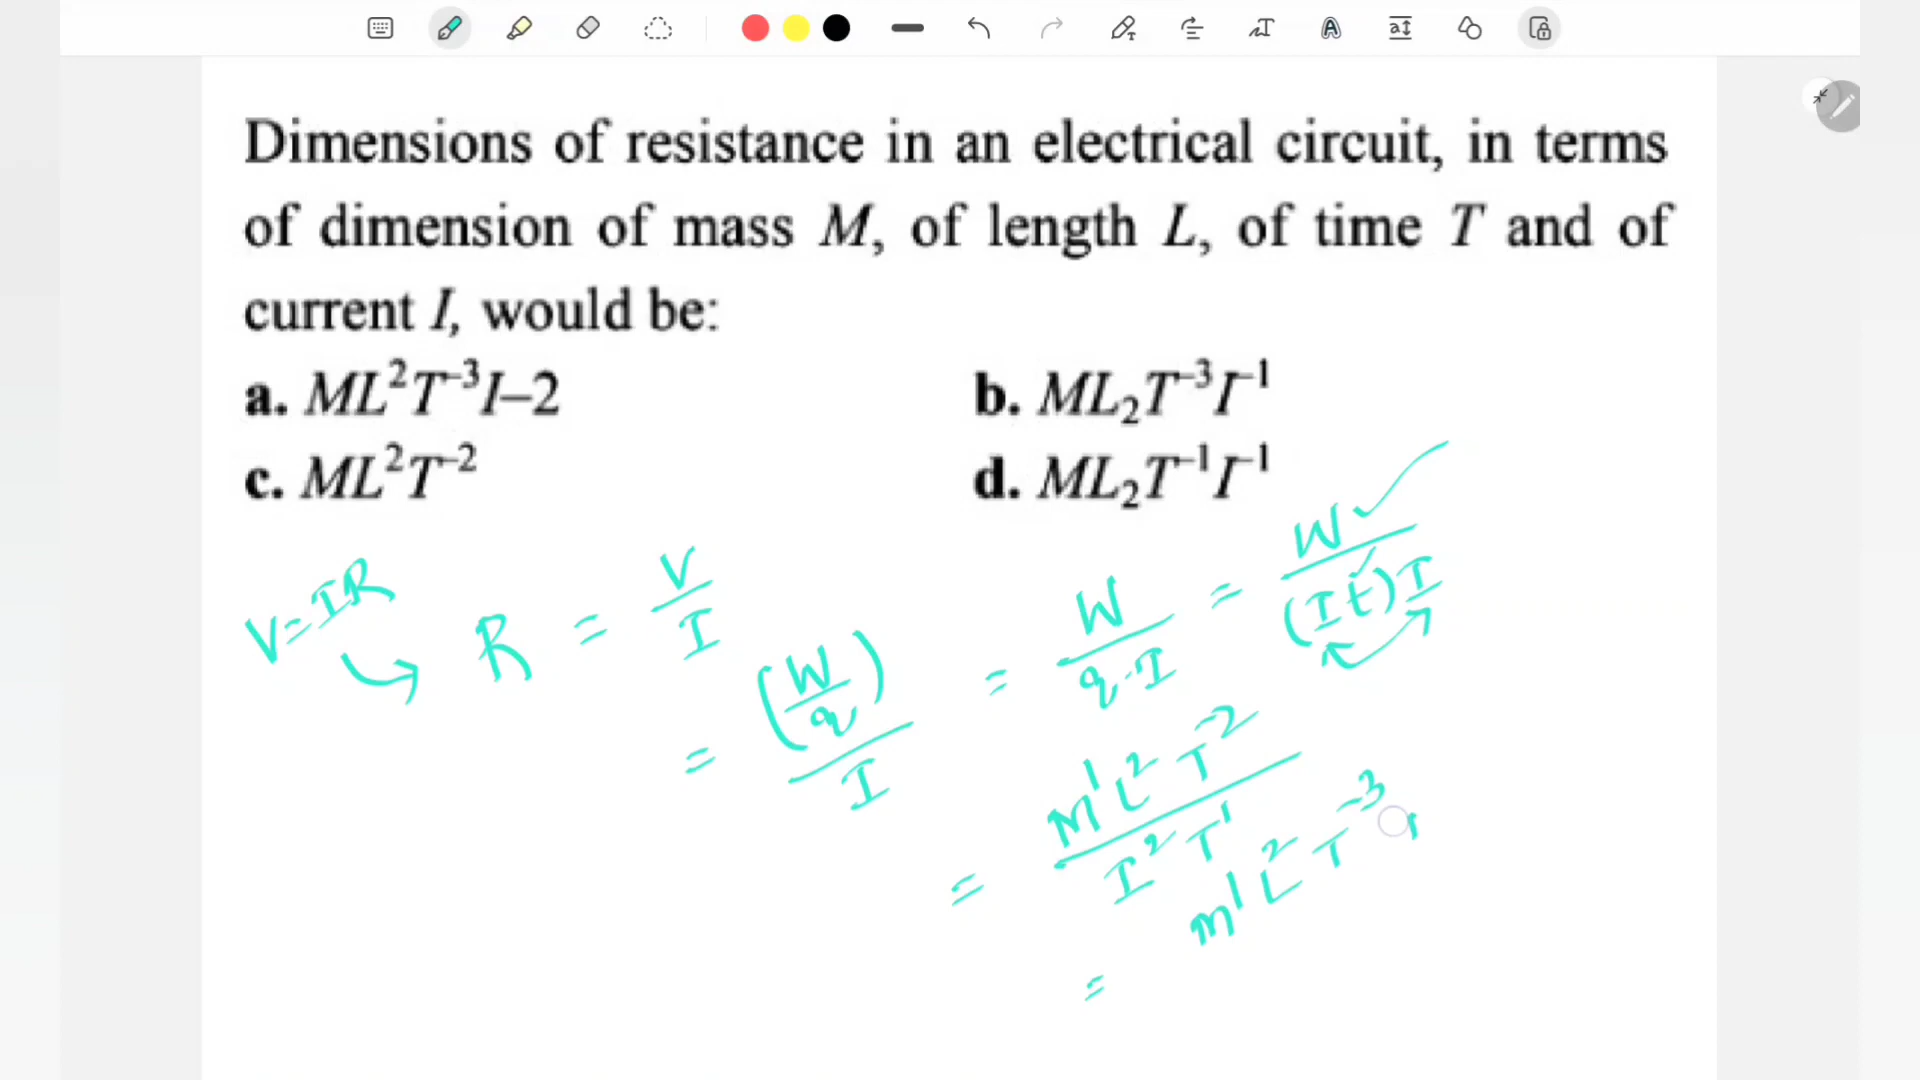 Dimensions of resistance in an electrical circuit, in terms
of dimension of mass M, of length L, of time T and of
current I, would be:
a. ML²T⁻³I–2
b. ML₂T⁻³I⁻¹
c. ML²T⁻²
d. ML₂T⁻¹I⁻¹
V=IR
R = V/I
= (W/q)/I = W/q·I = W/(It)I
= M¹L²T⁻²/I²T¹
= M¹L²T⁻³